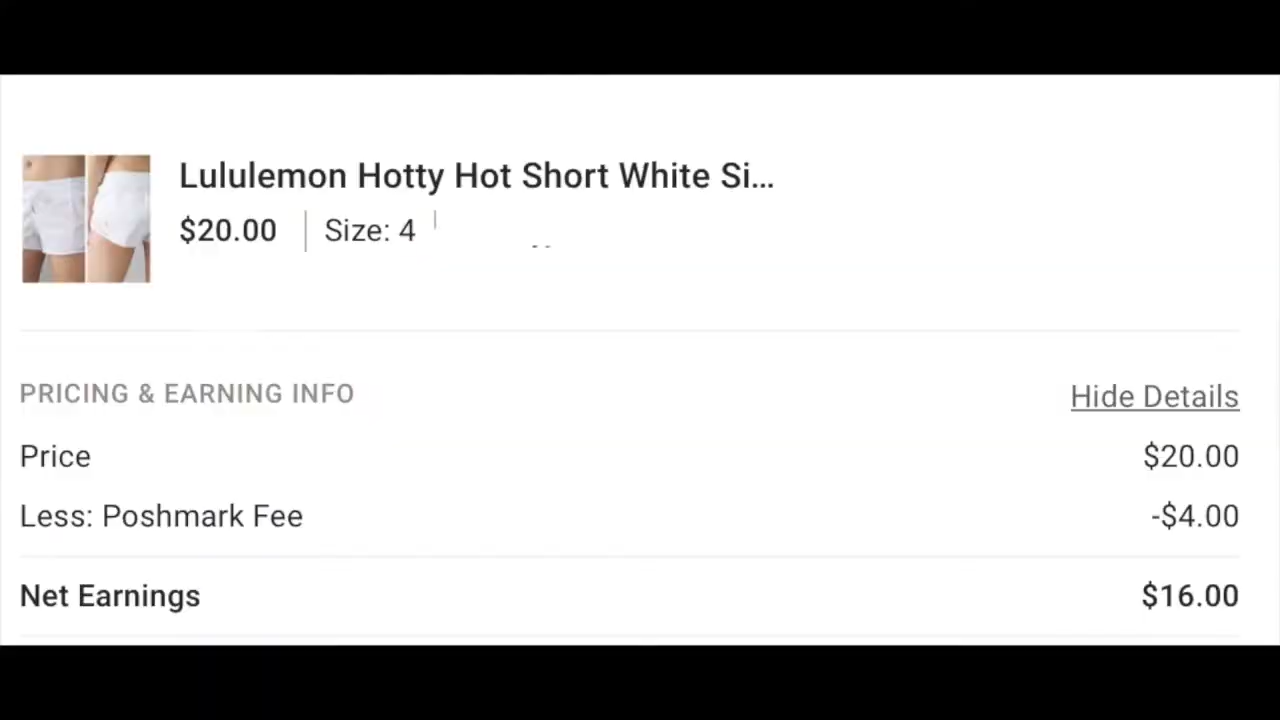 Lululemon Hotty Hot Short White Si...
$20.00 Size: 4
PRICING & EARNING INFO
Hide Details
Price $20.00
Less: Poshmark Fee -$4.00
Net Earnings $16.00